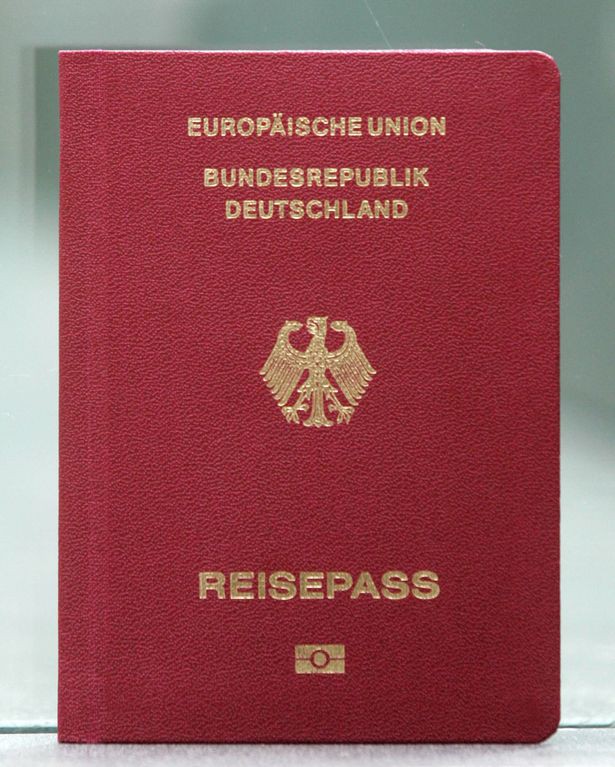 EUROPÄISCHE UNION
BUNDESREPUBLIK
DEUTSCHLAND
REISEPASS